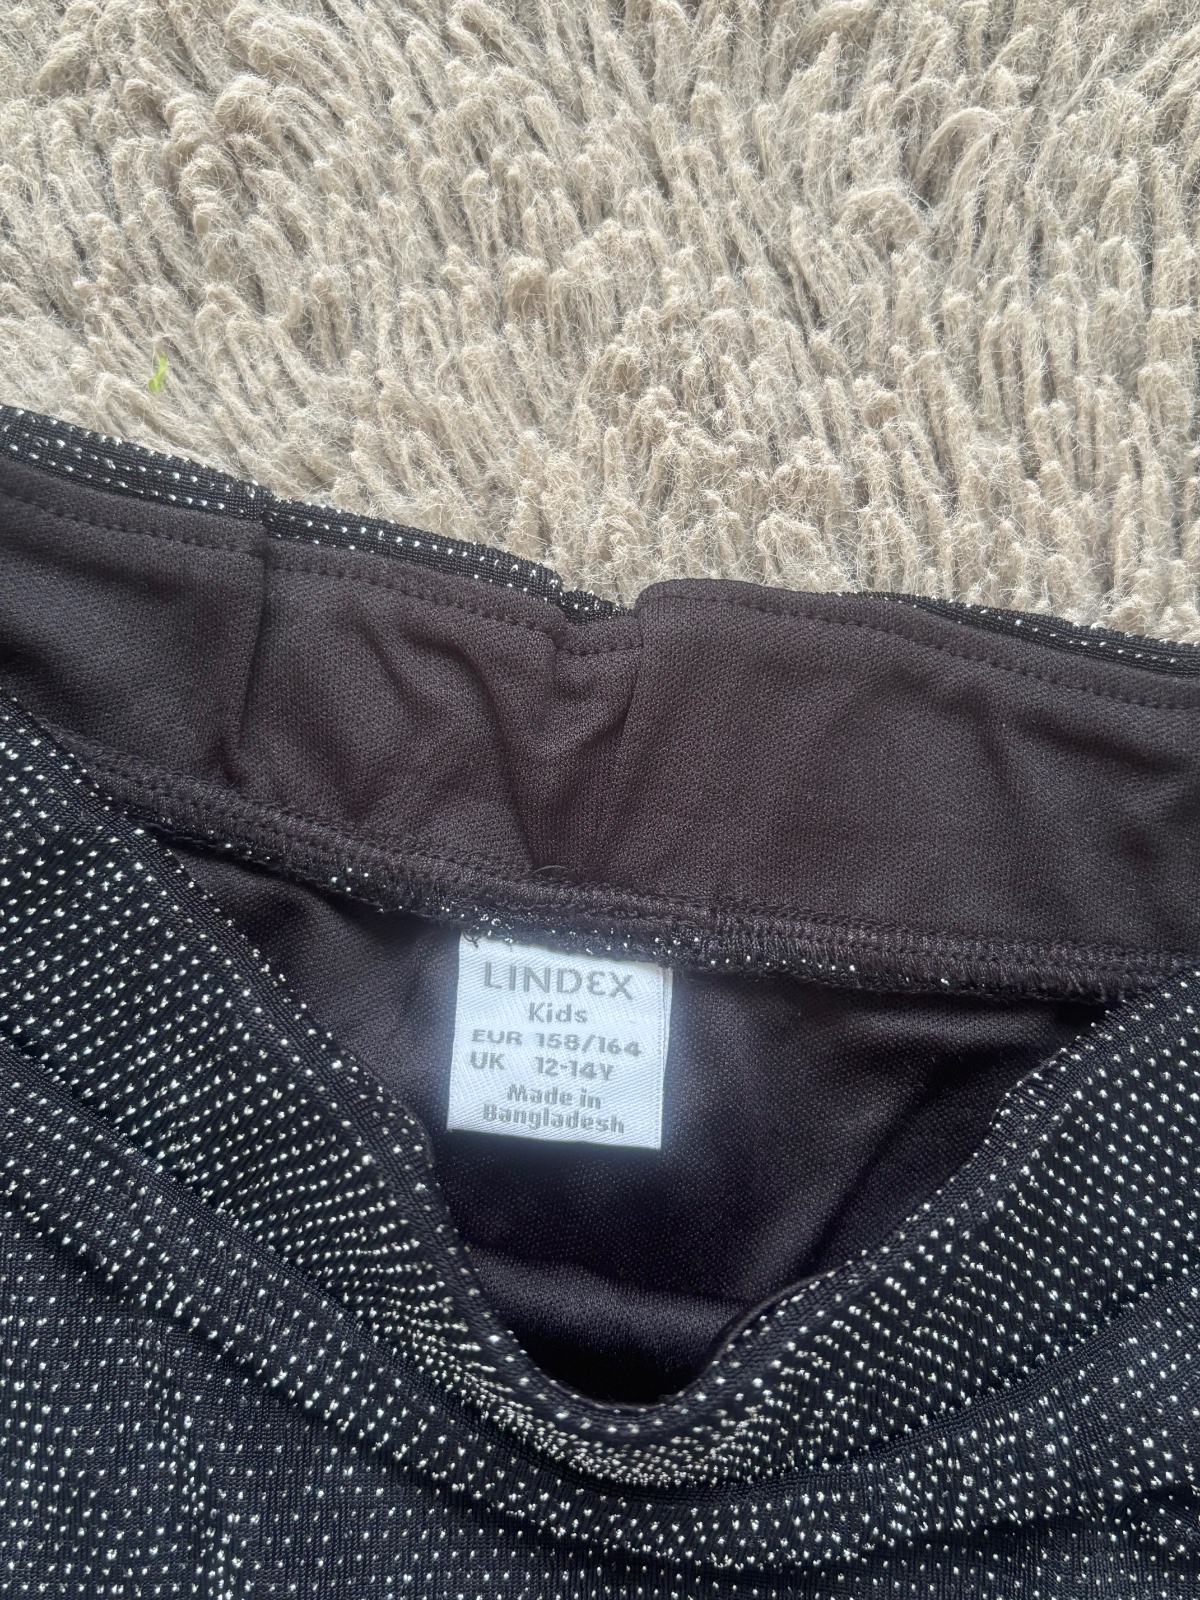 LINDEX
Kids
EUR 158/164
UK 12-14Y
Made in
Bangladesh